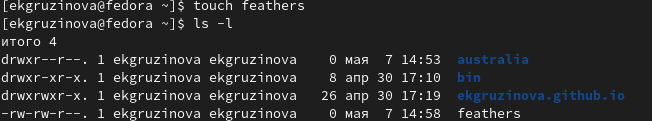 [ekgruzinova@fedora ~]$ touch feathers
[ekgruzinova@fedora ~]$ ls -l
итого 4
drwxr--r--. 1 ekgruzinova ekgruzinova   0 мая  7 14:53 australia
drwxr-xr-x. 1 ekgruzinova ekgruzinova   8 апр 30 17:10 bin
drwxrwxr-x. 1 ekgruzinova ekgruzinova  26 апр 30 17:19 ekgruzinova.github.io
-rw-rw-r--. 1 ekgruzinova ekgruzinova   0 мая  7 14:58 feathers